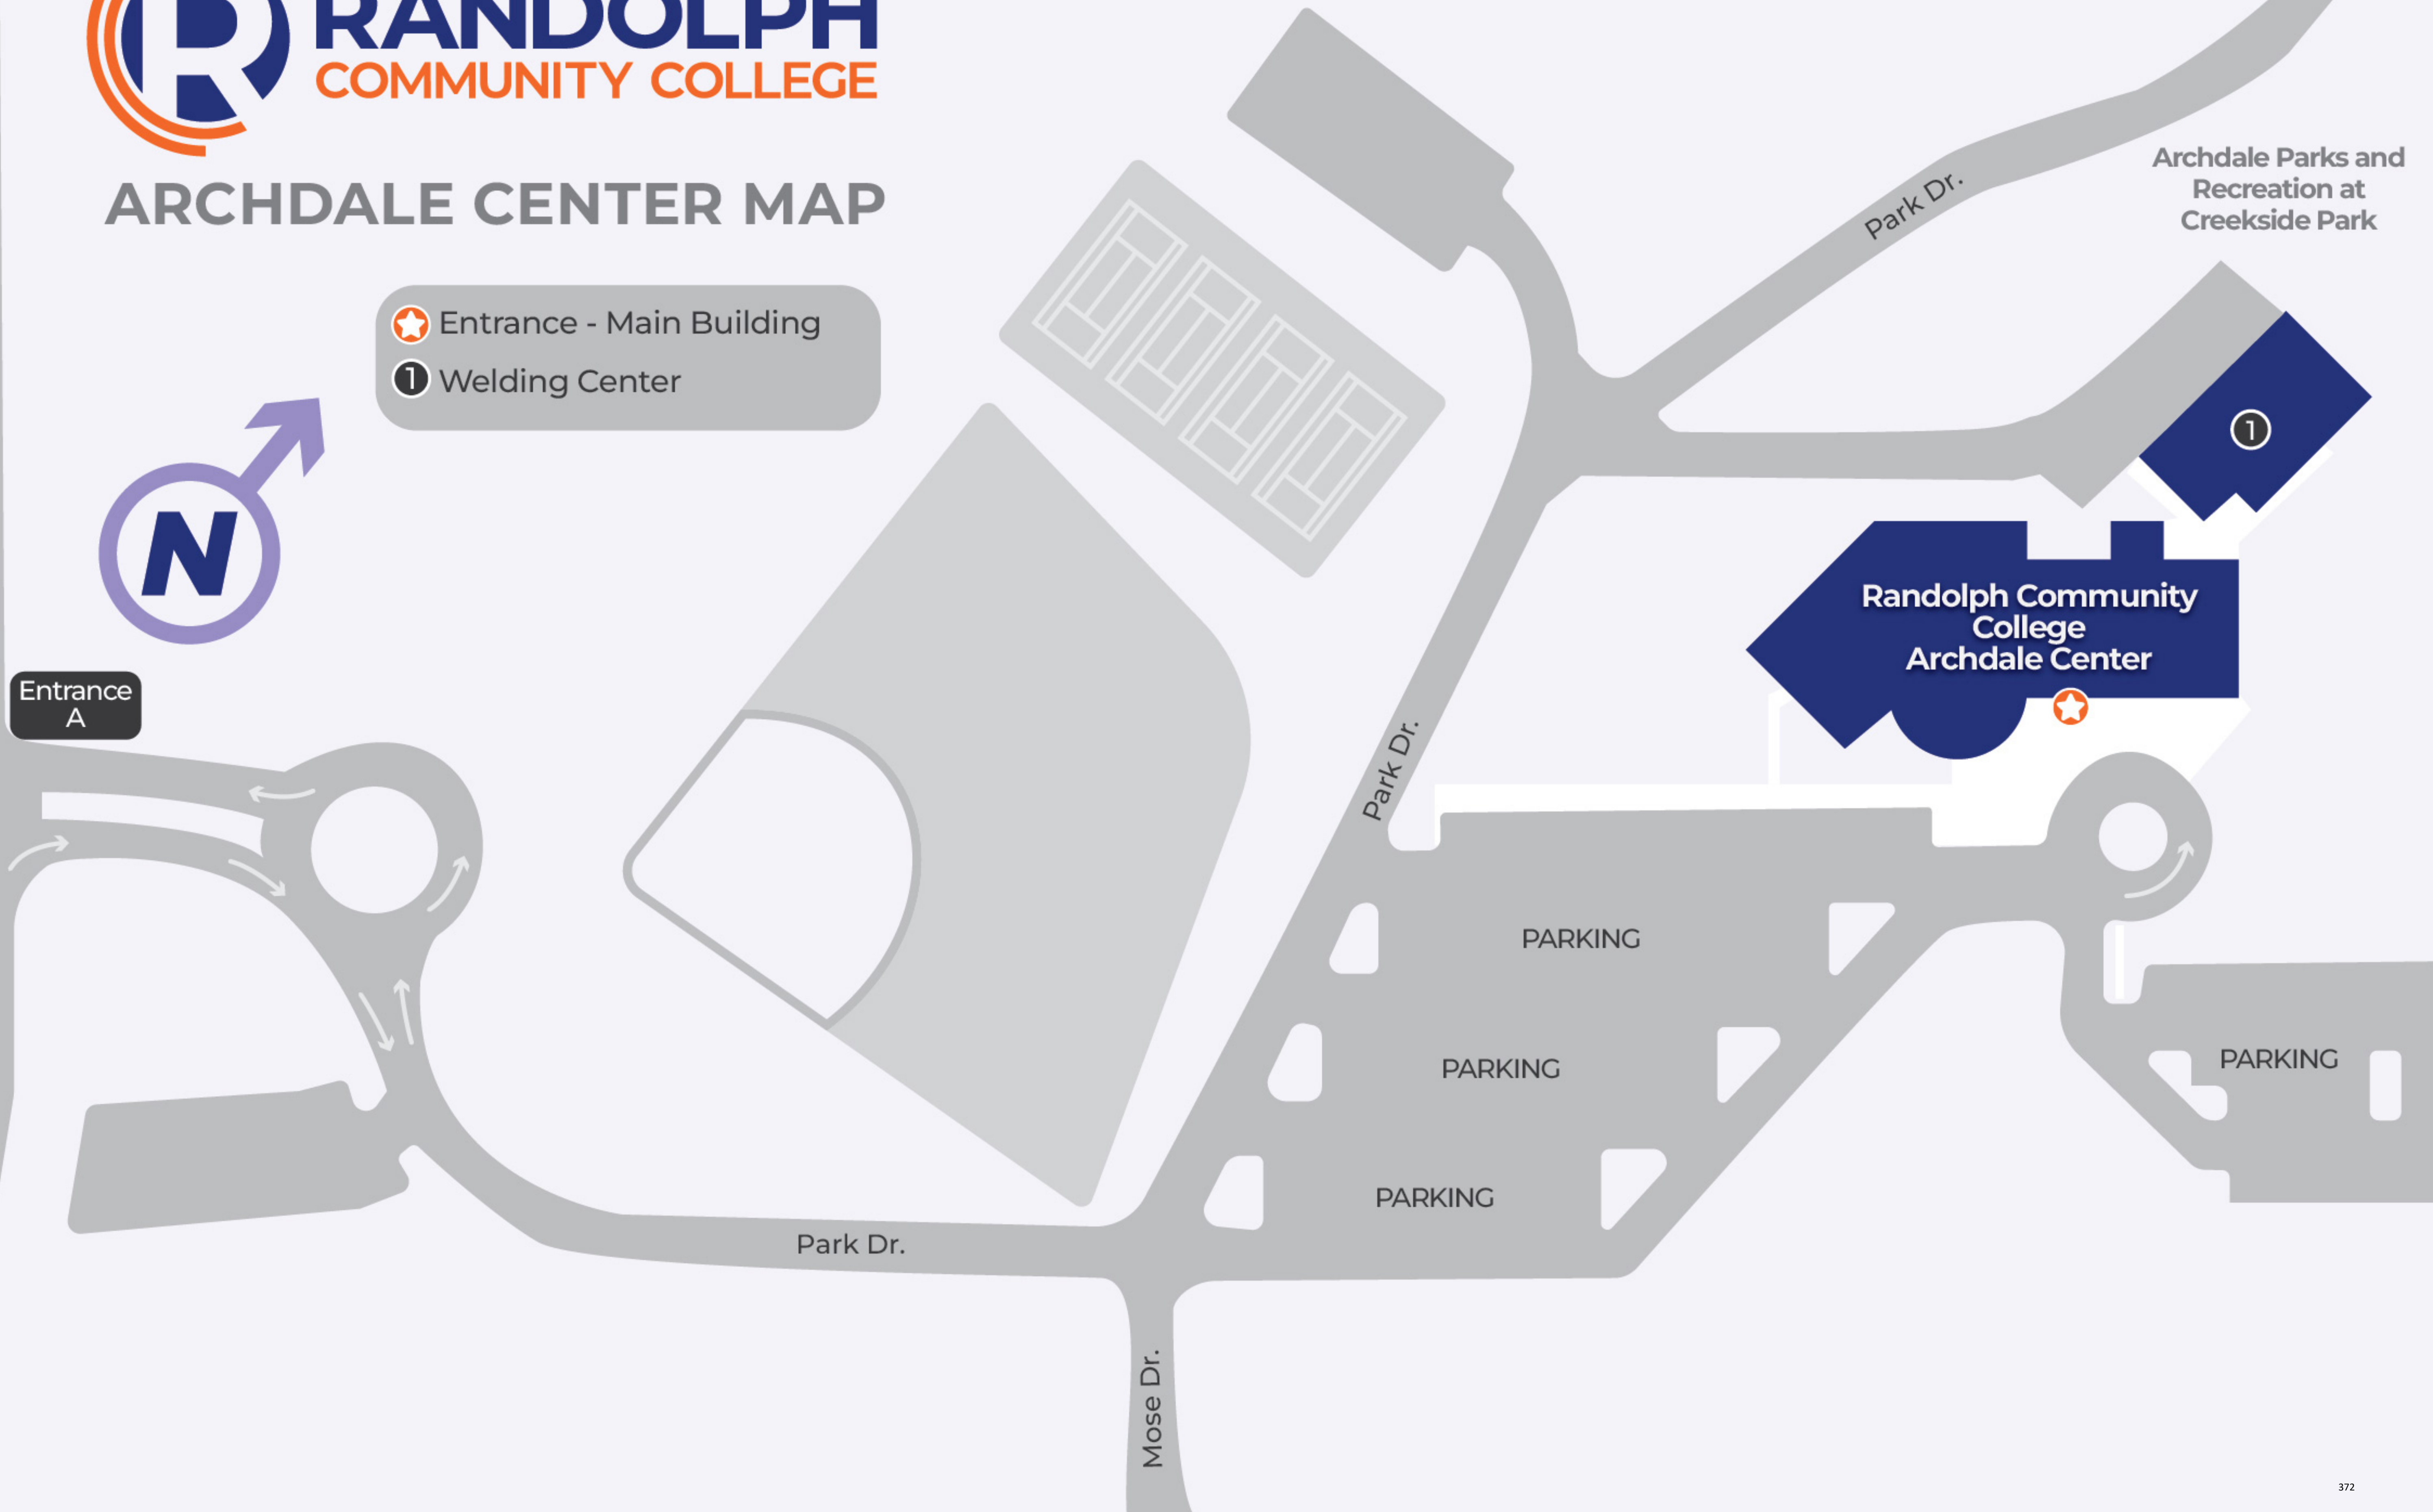 RANDOLPH
COMMUNITY COLLEGE
ARCHDALE CENTER MAP
Entrance - Main Building
1 Welding Center
N
Entrance
A
Park Dr.
Archdale Parks and
Recreation at
Creekside Park
1
Randolph Community
College
Archdale Center
Park Dr.
PARKING
PARKING
PARKING
PARKING
Park Dr.
Mose Dr.
372